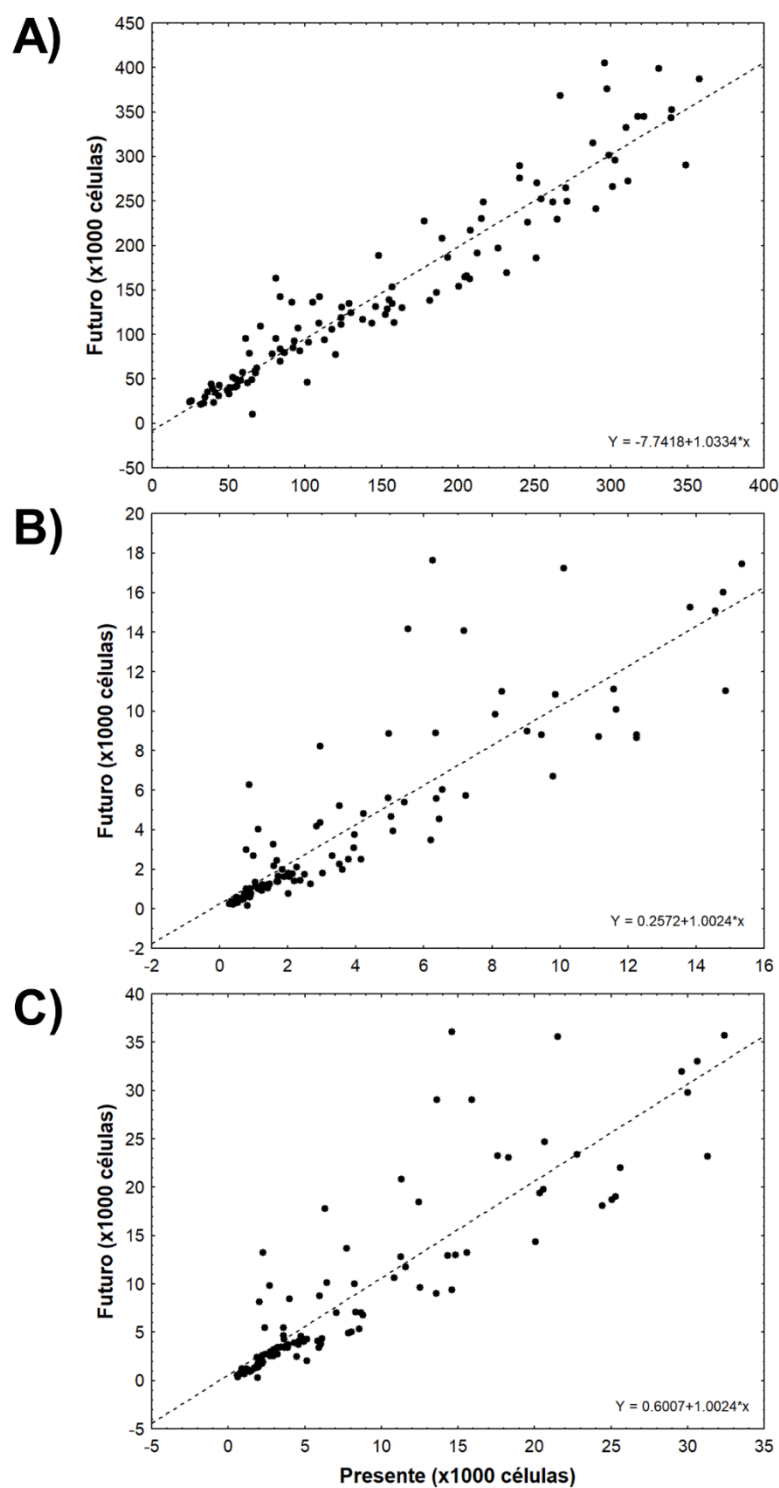 A)
Futuro (x1000 células)
450
400
350
300
250
200
150
100
50
0
-50
Y = -7.7418+1.0334*x
0 50 100 150 200 250 300 350 400
B)
Futuro (x1000 células)
20
18
16
14
12
10
8
6
4
2
0
-2
Y = 0.2572+1.0024*x
-2 0 2 4 6 8 10 12 14 16
C)
Futuro (x1000 células)
40
35
30
25
20
15
10
5
0
-5
Y = 0.6007+1.0024*x
-5 0 5 10 15 20 25 30 35
Presente (x1000 células)